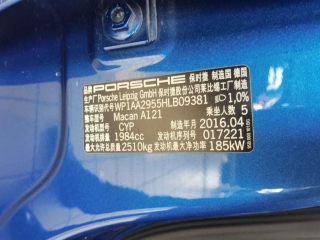 品牌 PORSCHE 保时捷 制造国 德国
生产厂 Porsche Leipzig GmbH 保时捷股份公司莱比锡工厂制造
车辆识别代号 WP1AA2955HLB09381 1,0%
整车型号 Macan A121 乘坐人数 5
发动机型号 CYP 制造年月 2016.04
发动机排量 1984cc 发动机序列号 017221
最大允许总质量 2510kg 发动机最大净功率 185kW